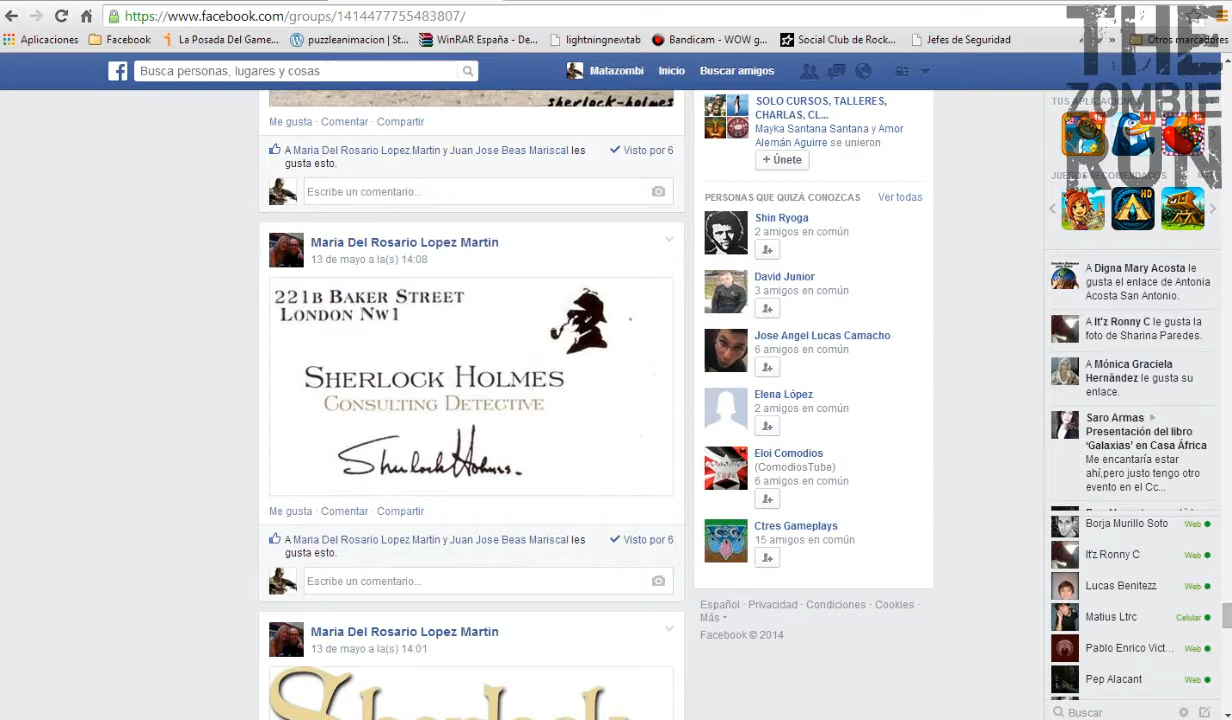 https://www.facebook.com/groups/1414477755483807/
Aplicaciones
Facebook
La Posada Del Game...
puzzleanimacion | St...
WinRAR España - De...
lightningnewtab
Bandicam - WOW g...
Social Club de Rock...
Jefes de Seguridad
»
Otros marcadores
THE
ZOMBIE
RUN
Busca personas, lugares y cosas
Matazombi
Inicio
Buscar amigos
sherlock-holmes
Me gusta · Comentar · Compartir
A Maria Del Rosario Lopez Martin y Juan Jose Beas Mariscal les
gusta esto.
Visto por 6
Escribe un comentario...
Maria Del Rosario Lopez Martin
13 de mayo a la(s) 14:08
221B Baker Street
London Nw1
Sherlock Holmes
Consulting Detective
Sherlock Holmes.
Me gusta · Comentar · Compartir
A Maria Del Rosario Lopez Martin y Juan Jose Beas Mariscal les
gusta esto.
Visto por 6
Escribe un comentario...
Maria Del Rosario Lopez Martin
13 de mayo a la(s) 14:01
Sherlock
SOLO CURSOS, TALLERES,
CHARLAS, CL...
Mayka Santana Santana y Amor
Alemán Aguirre se unieron
+ Únete
PERSONAS QUE QUIZÁ CONOZCAS
Ver todas
Shin Ryoga
2 amigos en común
David Junior
3 amigos en común
Jose Angel Lucas Camacho
6 amigos en común
Elena López
2 amigos en común
Eloi Comodios
(ComodiosTube)
6 amigos en común
Ctres Gameplays
15 amigos en común
Español · Privacidad · Condiciones · Cookies ·
Más
Facebook © 2014
TUS APLICACIONES
JUEGOS RECOMENDADOS
HD
A Digna Mary Acosta le
gusta el enlace de Antonia
Acosta San Antonio.
A It'z Ronny C le gusta la
foto de Sharina Paredes.
A Mónica Graciela
Hernández le gusta su
enlace.
Saro Armas
Presentación del libro
‘Galaxias’ en Casa África
Me encantaría estar
ahí,pero justo tengo otro
evento en el Cc...
Borja Murillo Soto
Web
It'z Ronny C
Web
Lucas Benitezz
Web
Matius Ltrc
Celular
Pablo Enrico Vict...
Web
Pep Alacant
Web
Buscar